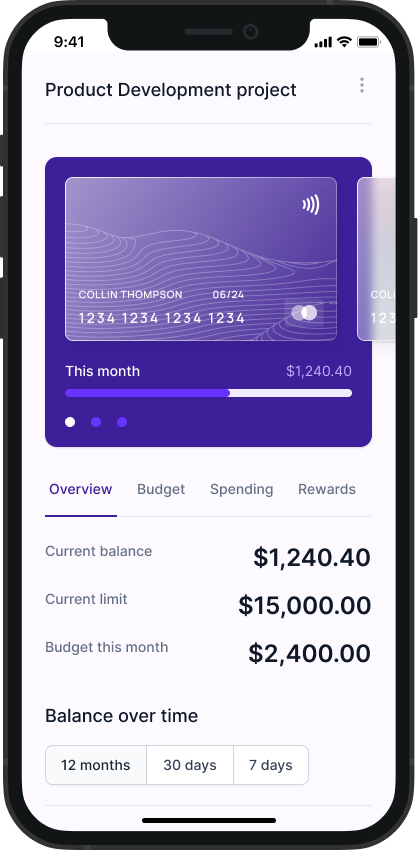 9:41
Product Development project
COLLIN THOMPSON 06/24
1234 1234 1234 1234
COLL
123
This month $1,240.40
Overview Budget Spending Rewards
Current balance $1,240.40
Current limit $15,000.00
Budget this month $2,400.00
Balance over time
12 months 30 days 7 days